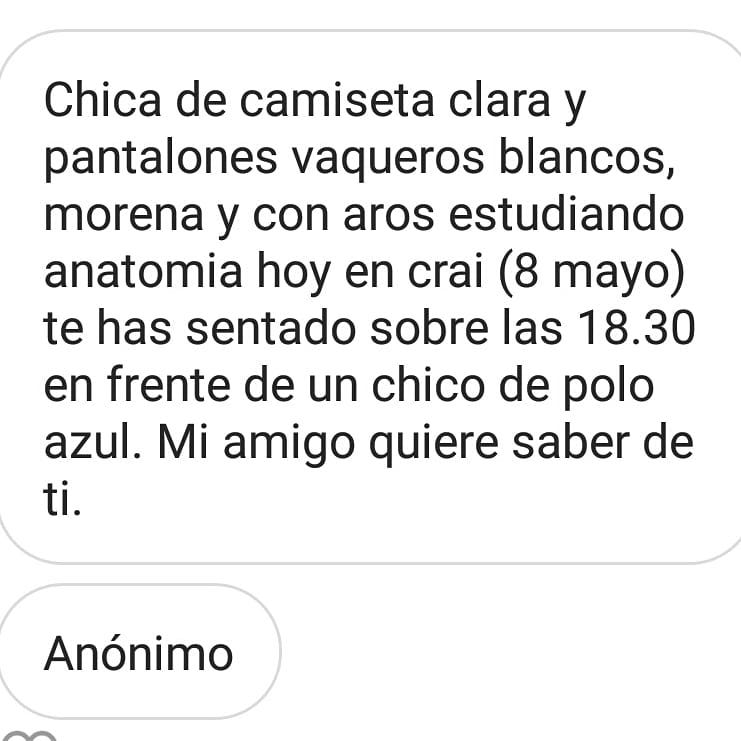 Chica de camiseta clara y
pantalones vaqueros blancos,
morena y con aros estudiando
anatomia hoy en crai (8 mayo)
te has sentado sobre las 18.30
en frente de un chico de polo
azul. Mi amigo quiere saber de
ti.
Anónimo